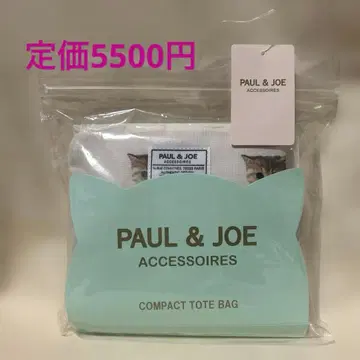 定価5500円
PAUL & JOE
ACCESSOIRES
PAUL & JOE
ACCESSOIRES
PAUL & JOE
ACCESSOIRES
COMPACT TOTE BAG